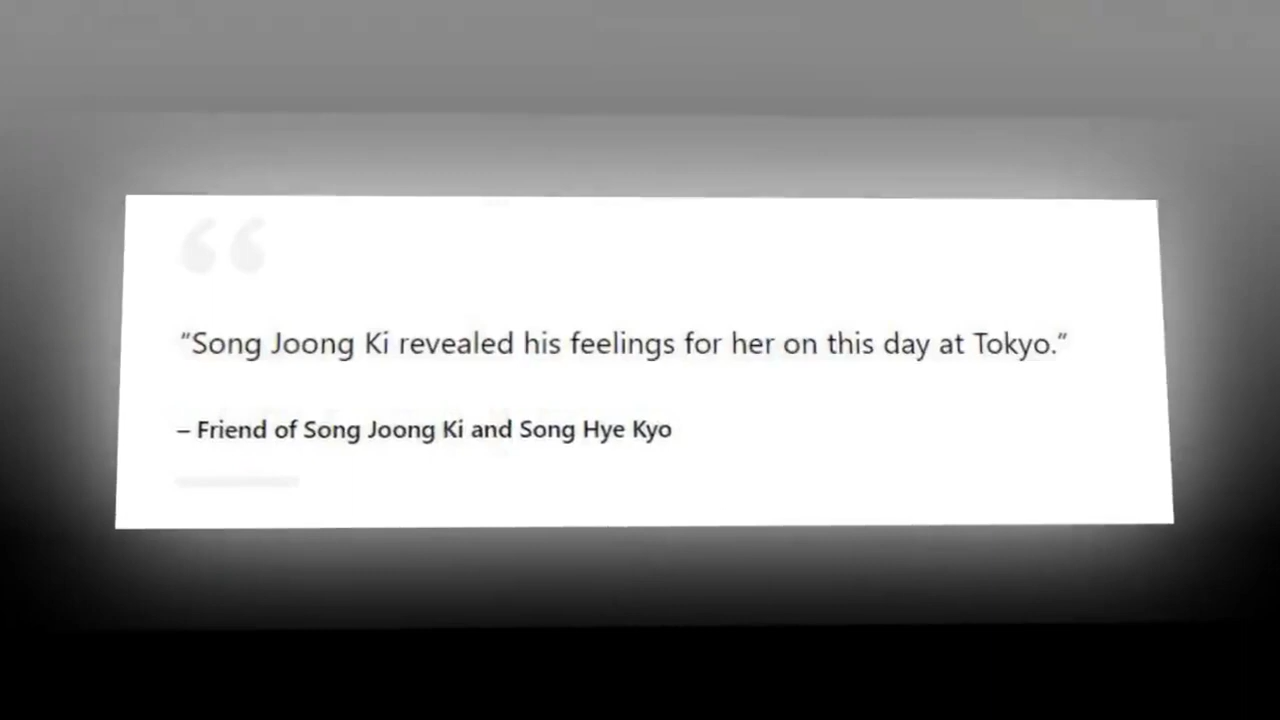 “Song Joong Ki revealed his feelings for her on this day at Tokyo.”
– Friend of Song Joong Ki and Song Hye Kyo